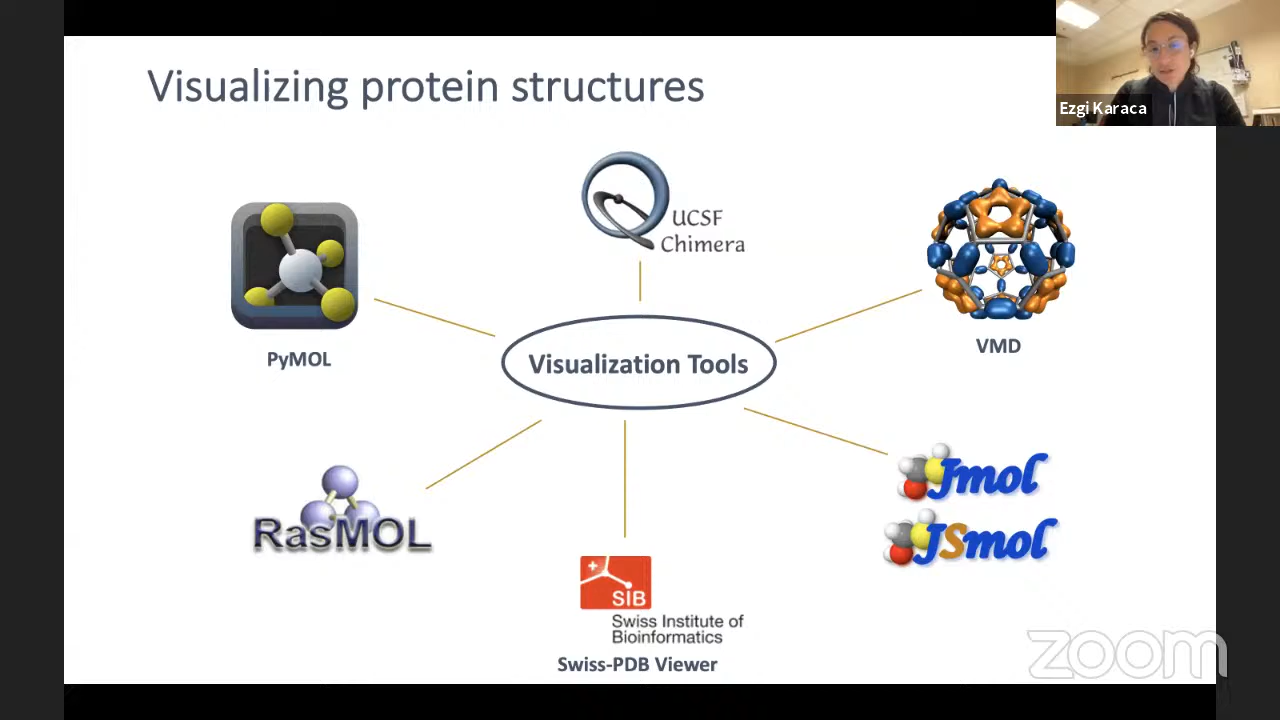 Visualizing protein structures
Ezgi Karaca
UCSF
Chimera
PyMOL
VMD
Visualization Tools
RasMOL
Jmol
JSmol
SIB
Swiss Institute of
Bioinformatics
Swiss-PDB Viewer
zoom